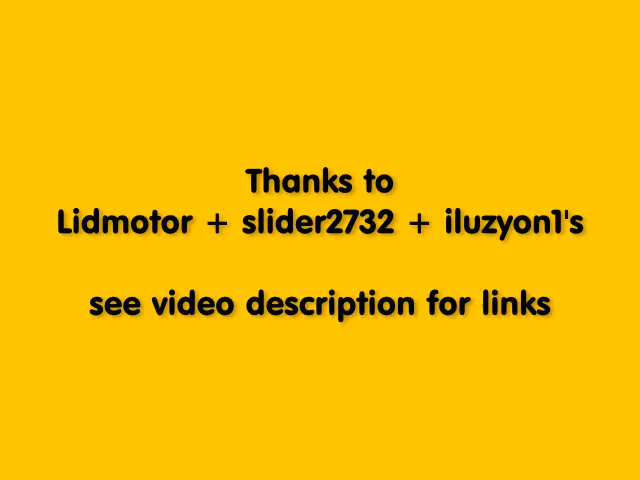 Thanks to
Lidmotor + slider2732 + iluzyon1's
see video description for links